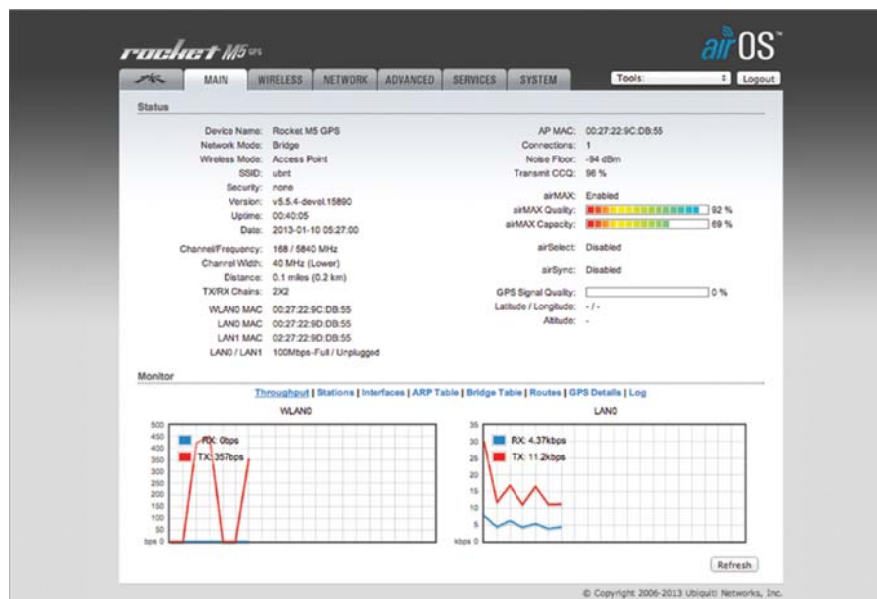 rocket M5 GPS
airOS™
MAIN WIRELESS NETWORK ADVANCED SERVICES SYSTEM Tools: Logout
Status
Device Name: Rocket M5 GPS
Network Mode: Bridge
Wireless Mode: Access Point
SSID: ubnt
Security: none
Version: v5.5.4-devel.15890
Uptime: 00:40:05
Date: 2013-01-10 05:27:00
Channel/Frequency: 168 / 5840 MHz
Channel Width: 40 MHz (Lower)
Distance: 0.1 miles (0.2 km)
TX/RX Chains: 2X2
WLAN0 MAC 00:27:22:9C:DB:55
LAN0 MAC 00:27:22:9D:DB:55
LAN1 MAC 02:27:22:9D:DB:55
LAN0 / LAN1 100Mbps-Full / Unplugged
AP MAC: 00:27:22:9C:DB:55
Connections: 1
Noise Floor: -94 dBm
Transmit CCQ: 98 %
airMAX: Enabled
airMAX Quality: 92 %
airMAX Capacity: 69 %
airSelect: Disabled
airSync: Disabled
GPS Signal Quality: 0 %
Latitude / Longitude: - / -
Altitude: -
Monitor
Throughput | Stations | Interfaces | ARP Table | Bridge Table | Routes | GPS Details | Log
WLAN0
500
450
400
350
300
250
200
150
100
50
bps 0
RX: 0bps
TX: 357bps
LAN0
35
30
25
20
15
10
5
kbps 0
RX: 4.37kbps
TX: 11.2kbps
Refresh
© Copyright 2006-2013 Ubiquiti Networks, Inc.